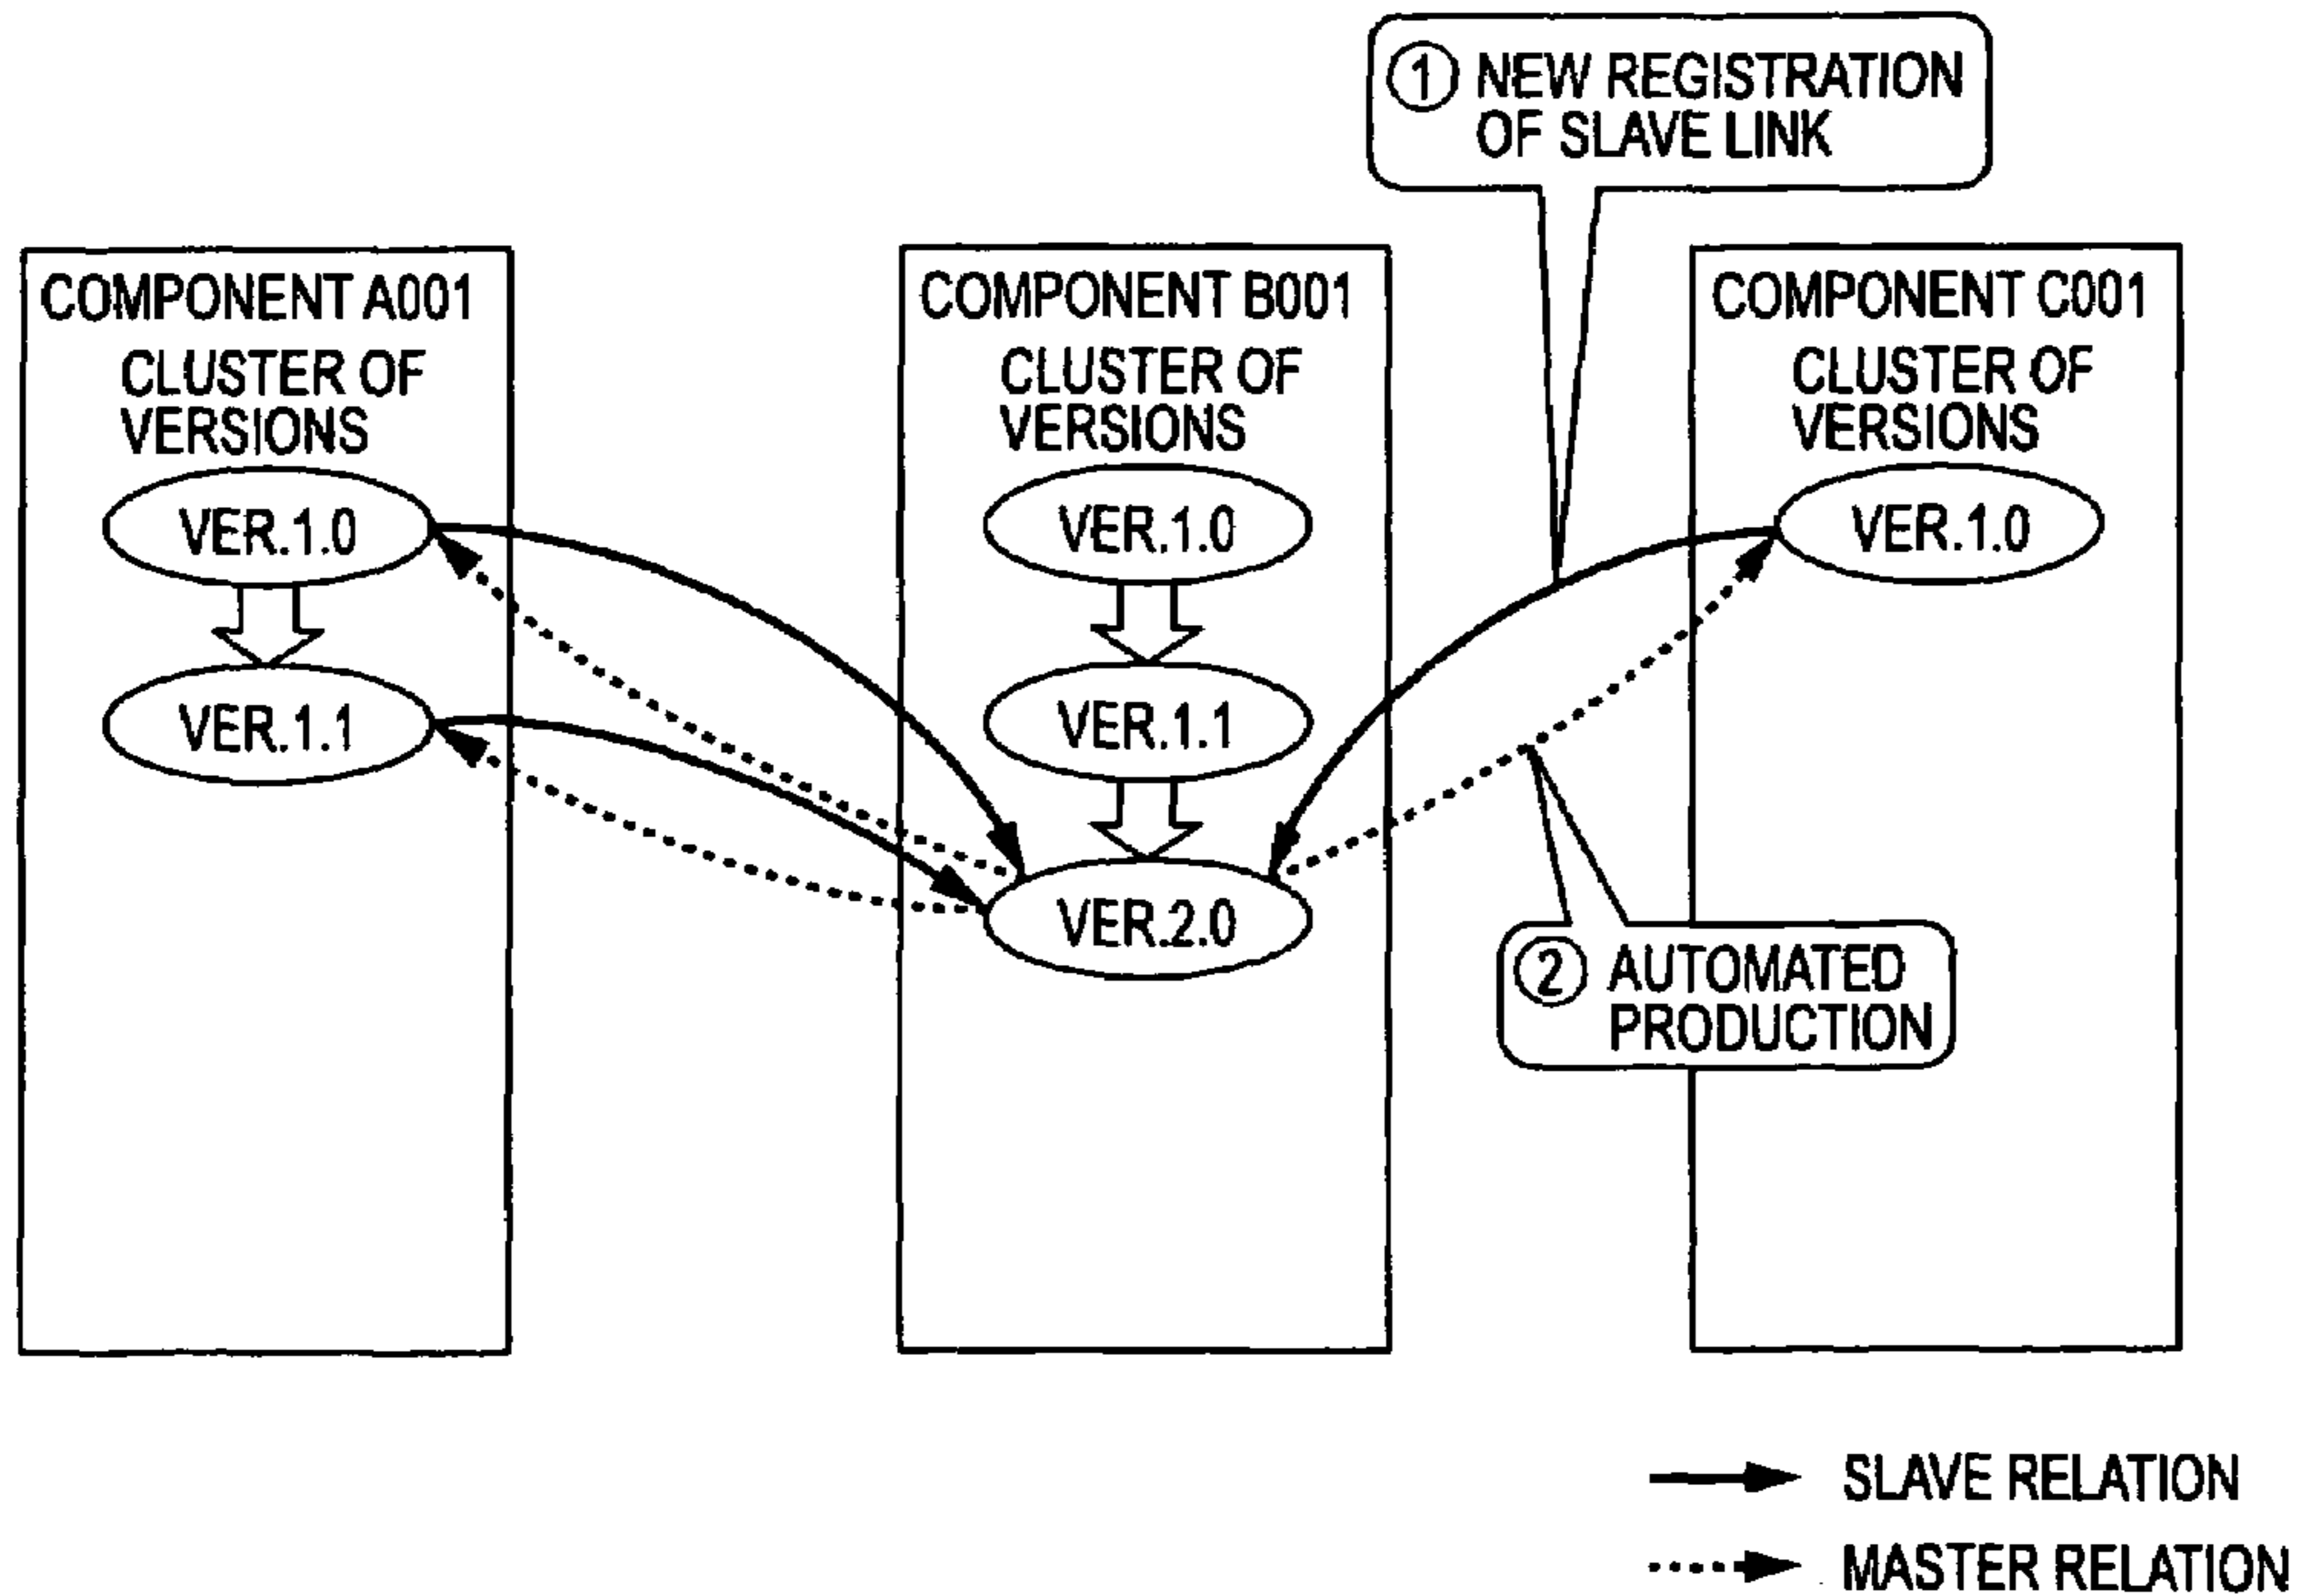 ① NEW REGISTRATION
OF SLAVE LINK
COMPONENT A001
CLUSTER OF
VERSIONS
VER.1.0
VER.1.1
COMPONENT B001
CLUSTER OF
VERSIONS
VER.1.0
VER.1.1
VER.2.0
COMPONENT C001
CLUSTER OF
VERSIONS
VER.1.0
② AUTOMATED
PRODUCTION
SLAVE RELATION
MASTER RELATION